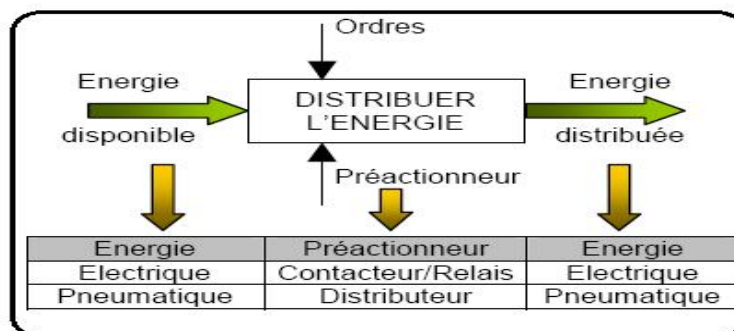 Ordres
Energie
disponible
DISTRIBUER
L'ENERGIE
Energie
distribuée
Préactionneur
Energie Préactionneur Energie
Electrique Contacteur/Relais Electrique
Pneumatique Distributeur Pneumatique